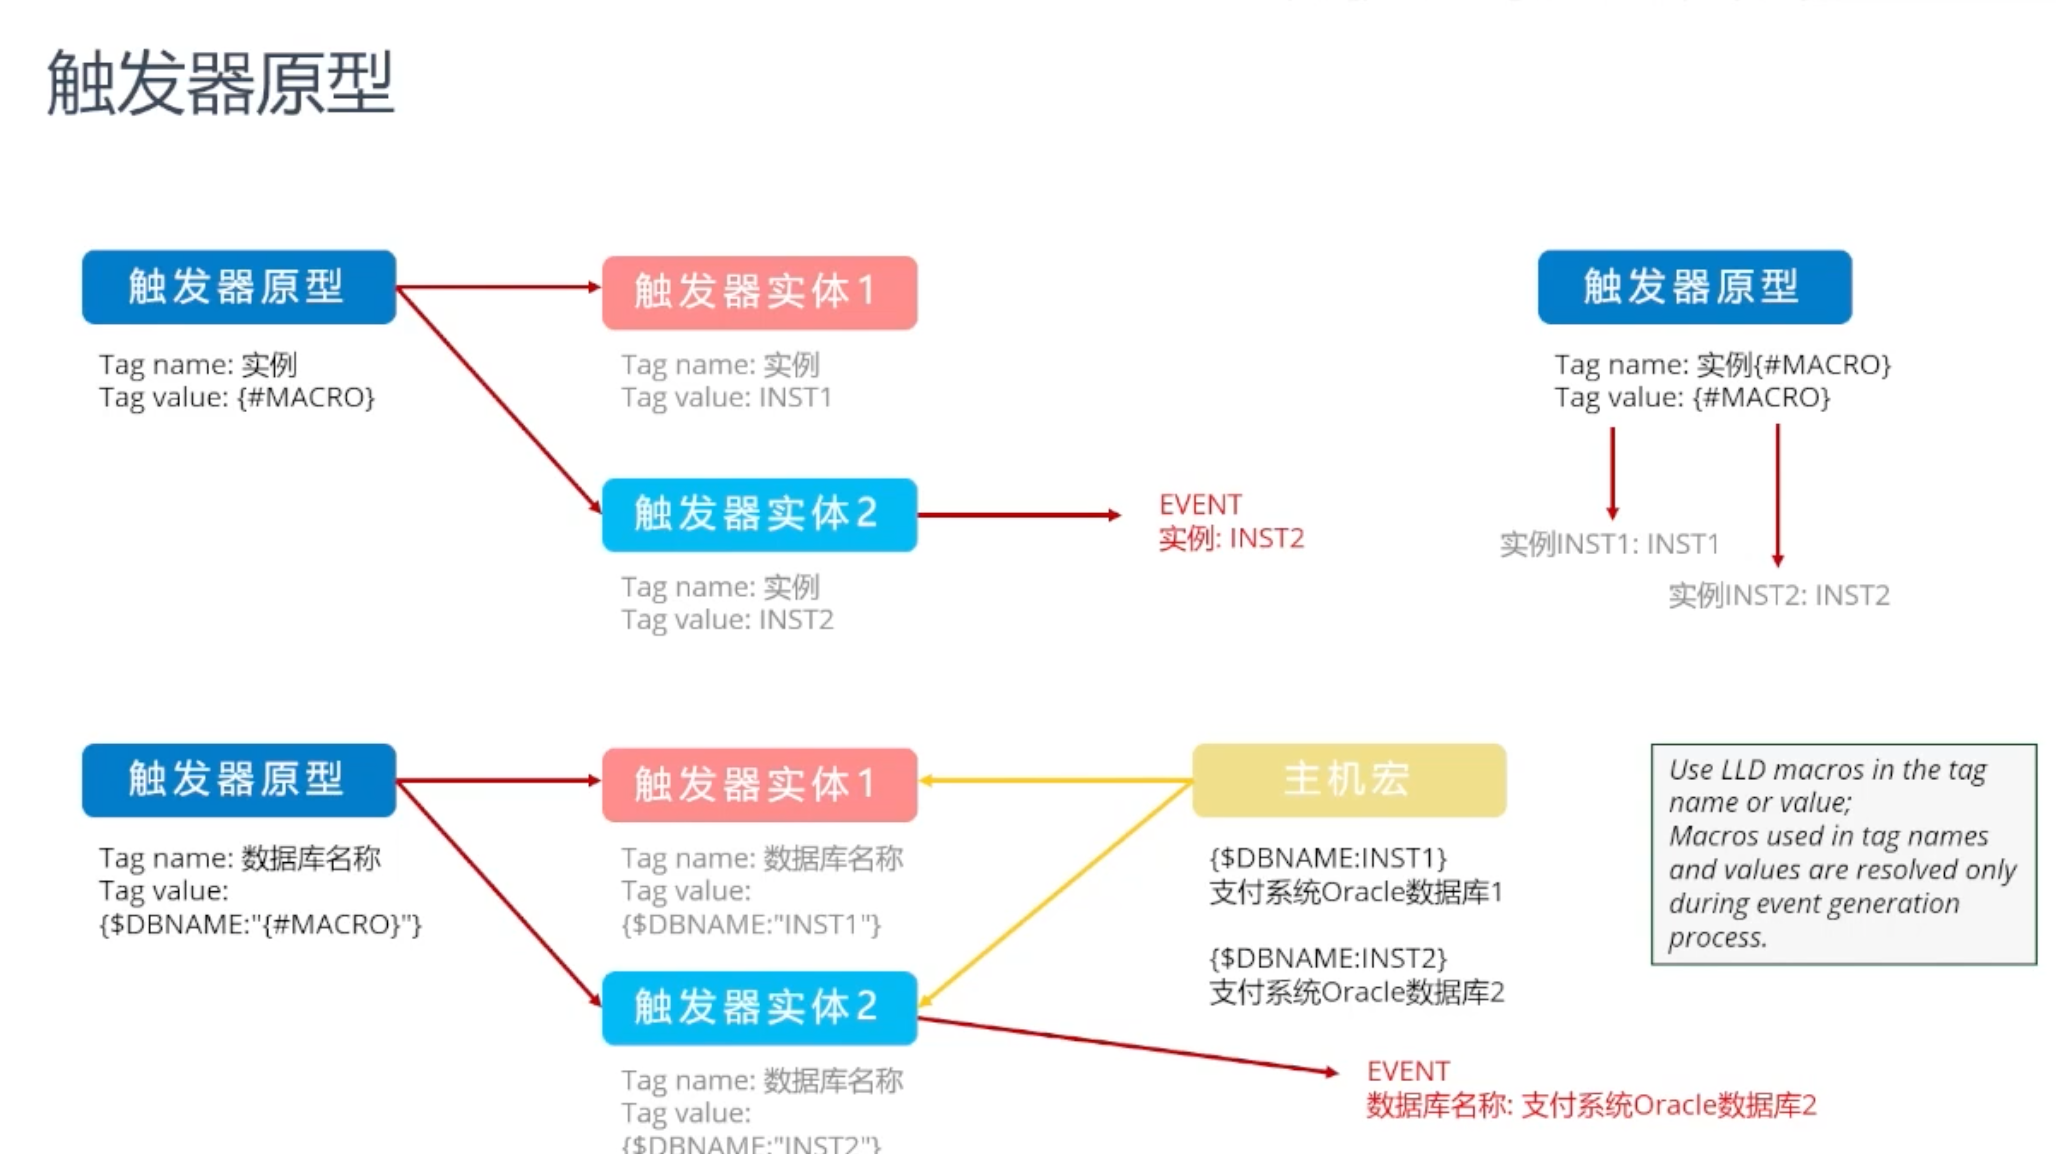 触发器原型
触发器原型
Tag name: 实例
Tag value: {#MACRO}
触发器实体1
Tag name: 实例
Tag value: INST1
触发器实体2
Tag name: 实例
Tag value: INST2
EVENT
实例: INST2
触发器原型
Tag name: 实例{#MACRO}
Tag value: {#MACRO}
实例INST1: INST1
实例INST2: INST2
触发器原型
Tag name: 数据库名称
Tag value:
{$DBNAME:"{#MACRO}"}
触发器实体1
Tag name: 数据库名称
Tag value:
{$DBNAME:"INST1"}
触发器实体2
Tag name: 数据库名称
Tag value:
{$DBNAME:"INST2"}
主机宏
{$DBNAME:INST1}
支付系统Oracle数据库1
{$DBNAME:INST2}
支付系统Oracle数据库2
EVENT
数据库名称: 支付系统Oracle数据库2
Use LLD macros in the tag
name or value;
Macros used in tag names
and values are resolved only
during event generation
process.